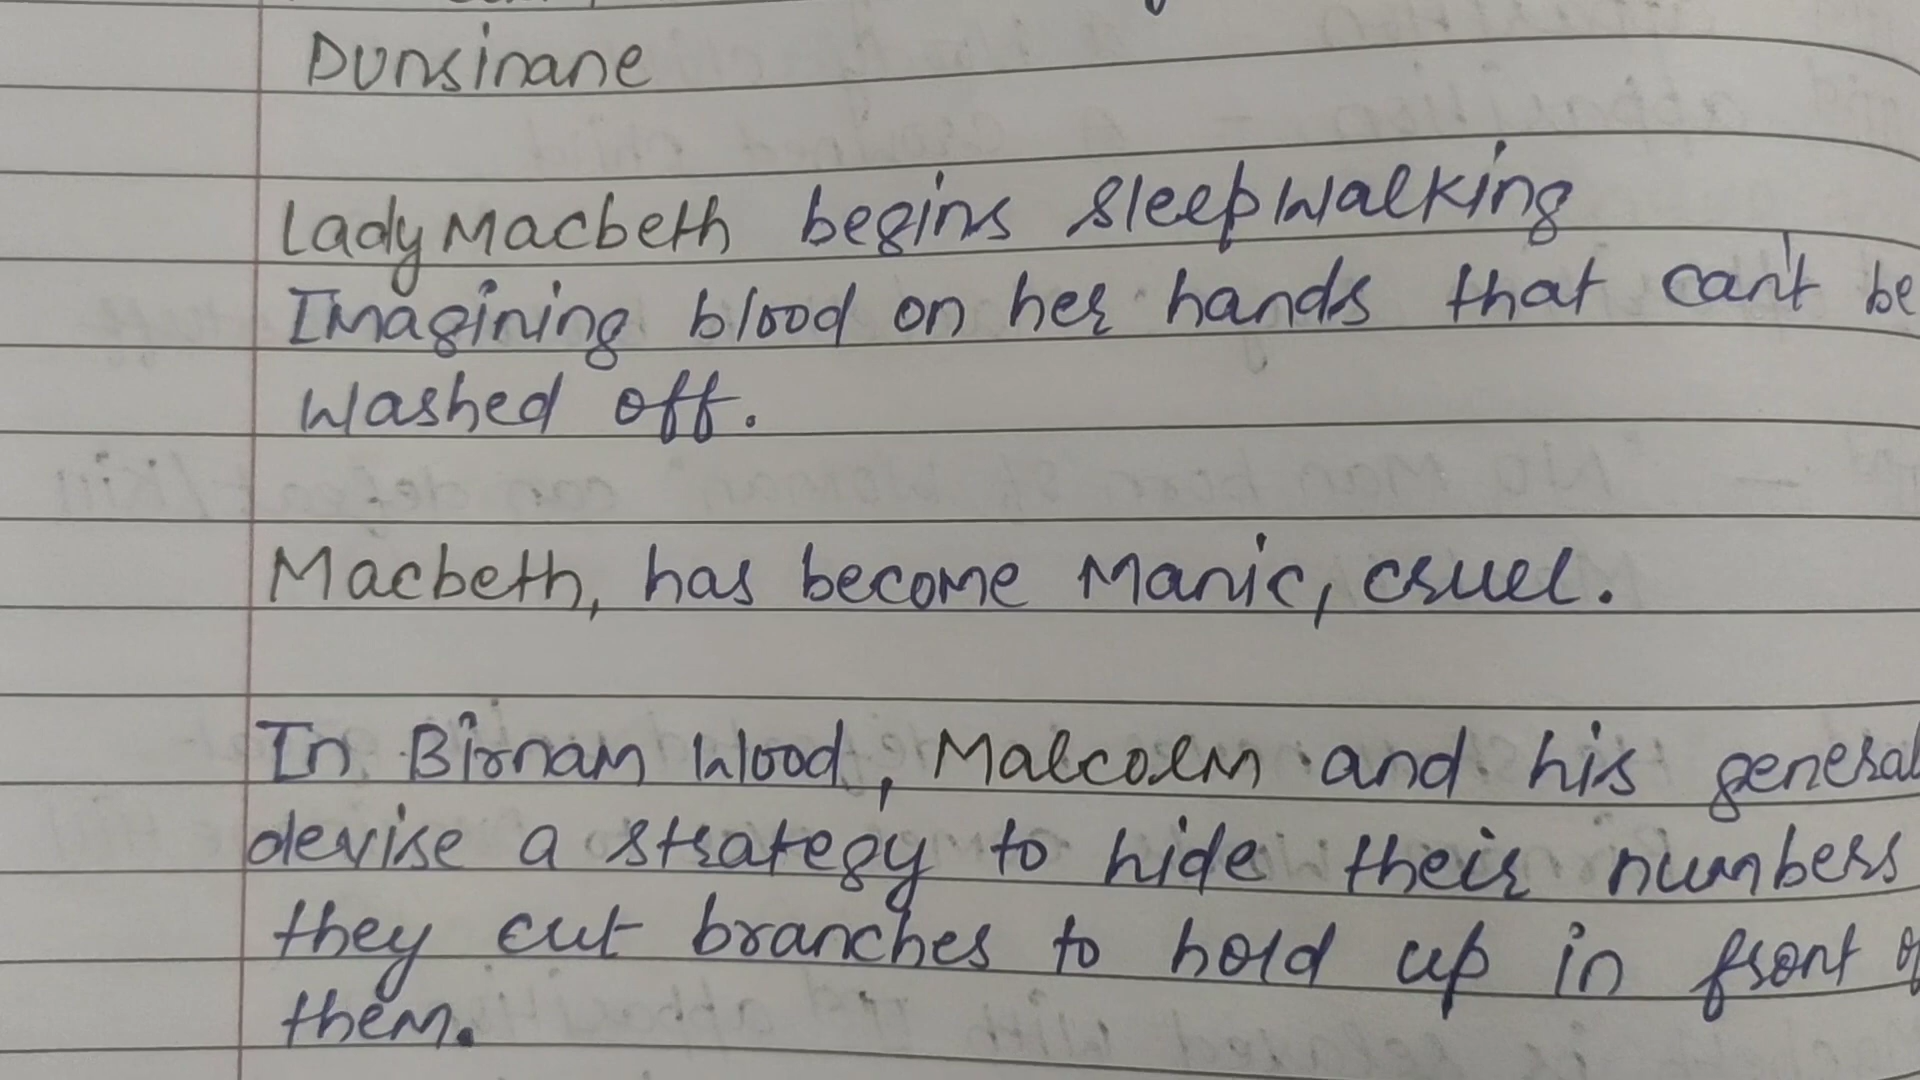 Dunsinane
Lady Macbeth begins sleepwalking
Imagining blood on her hands that can't be
washed off.
Macbeth, has become Manic, cruel.
In Birnam Wood, Malcolm and his general
devise a strategy to hide their numbers
they cut branches to hold up in front of
them.